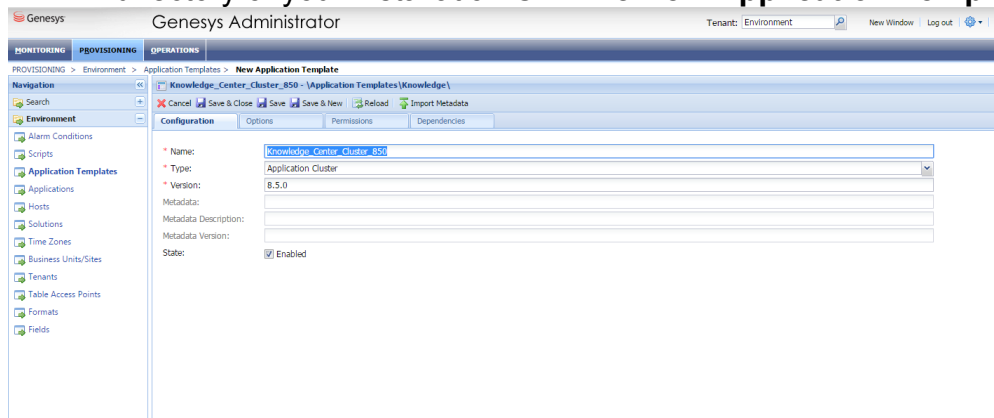 Genesys Genesys Administrator Tenant: Environment New Window Log out
MONITORING PROVISIONING OPERATIONS
PROVISIONING > Environment > Application Templates > New Application Template
Navigation
Knowledge_Center_Cluster_850 - \Application Templates\Knowledge\
Search
Cancel Save & Close Save Save & New Reload Import Metadata
Environment
Configuration Options Permissions Dependencies
Alarm Conditions
Scripts
Application Templates
Applications
Hosts
Solutions
Time Zones
Business Units/Sites
Tenants
Table Access Points
Formats
Fields
* Name: Knowledge_Center_Cluster_850
* Type: Application Cluster
* Version: 8.5.0
Metadata:
Metadata Description:
Metadata Version:
State: Enabled